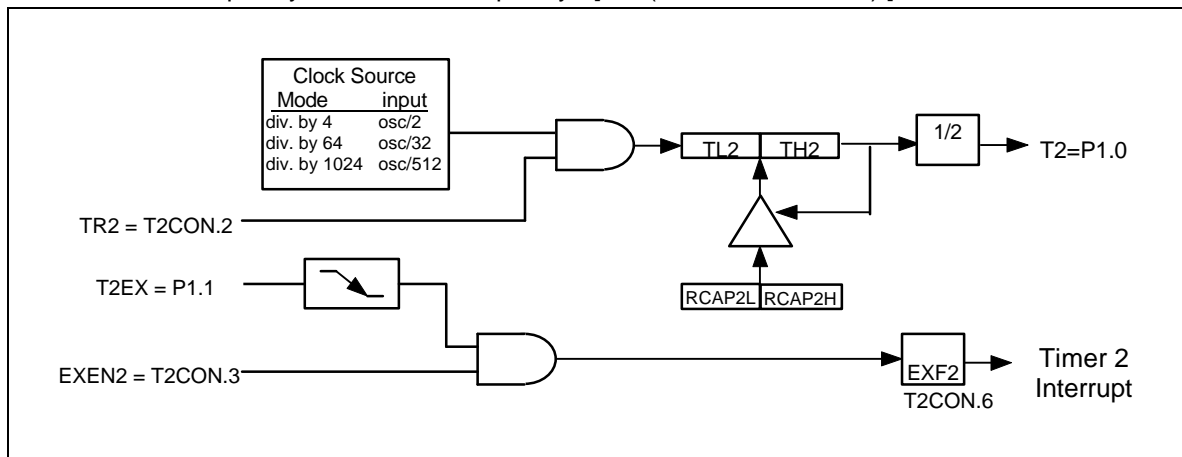 Clock Source
Mode input
div. by 4 osc/2
div. by 64 osc/32
div. by 1024 osc/512
TR2 = T2CON.2
TL2 TH2
1/2
T2=P1.0
T2EX = P1.1
RCAP2L RCAP2H
EXEN2 = T2CON.3
EXF2
T2CON.6
Timer 2
Interrupt